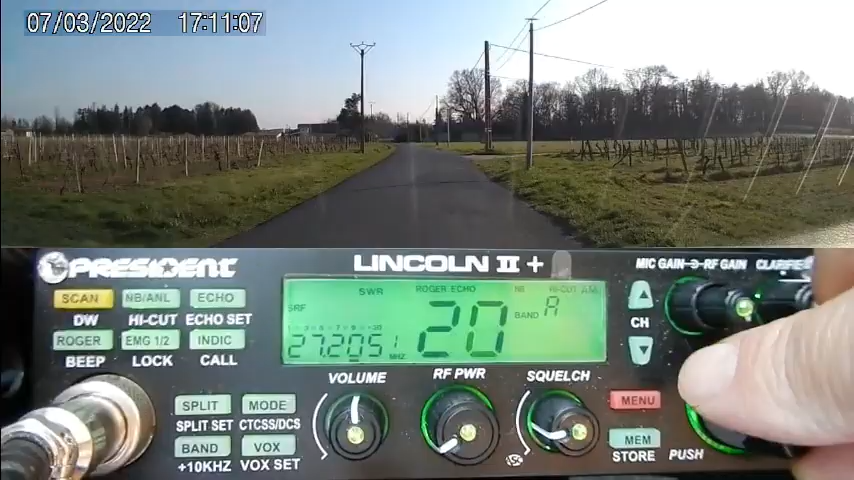 07/03/2022 17:11:07
PRESIDENT LINCOLN II +
MIC GAIN RF GAIN CLARIFIE
SCAN NB/ANL ECHO
DW HI-CUT ECHO SET
ROGER EMG 1/2 INDIC
BEEP LOCK CALL
SWR ROGER ECHO NB HI-CUT AM
SRF
20 BAND A
27.205 MHZ
CH
VOLUME RF PWR SQUELCH
SPLIT MODE
SPLIT SET CTCSS/DCS
BAND VOX
+10KHZ VOX SET
MENU
MEM
STORE PUSH
ASC